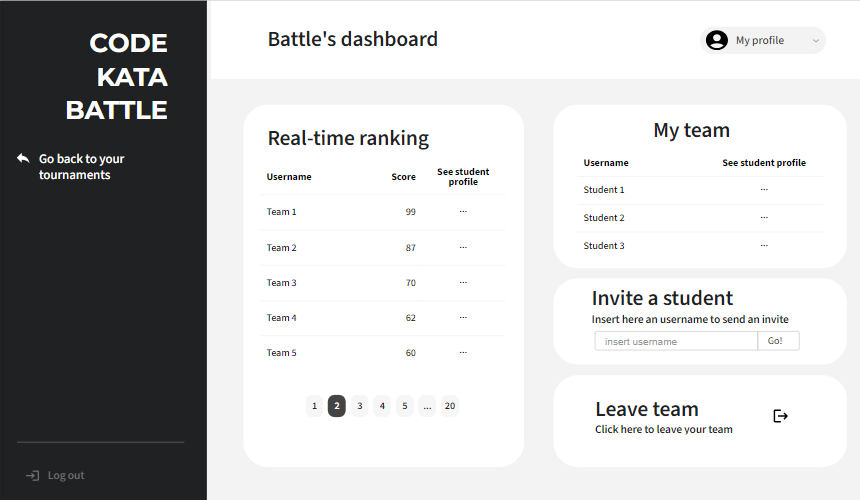 CODE
KATA
BATTLE
Go back to your
tournaments
Log out
Battle's dashboard
My profile
Real-time ranking
Username Score See student
profile
Team 1 99 ...
Team 2 87 ...
Team 3 70 ...
Team 4 62 ...
Team 5 60 ...
1 2 3 4 5 ... 20
My team
Username See student profile
Student 1 ...
Student 2 ...
Student 3 ...
Invite a student
Insert here an username to send an invite
insert username Go!
Leave team
Click here to leave your team